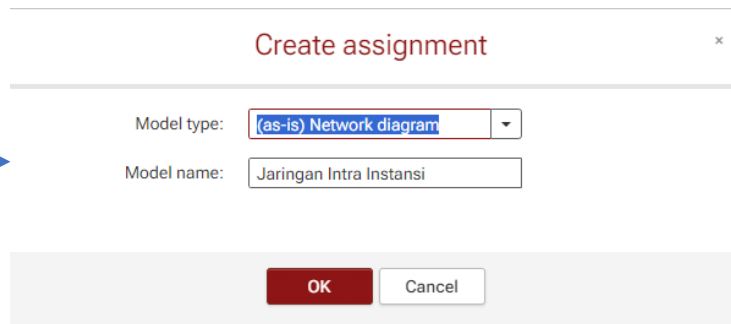 Create assignment
×
Model type: (as-is) Network diagram
Model name: Jaringan Intra Instansi
OK Cancel